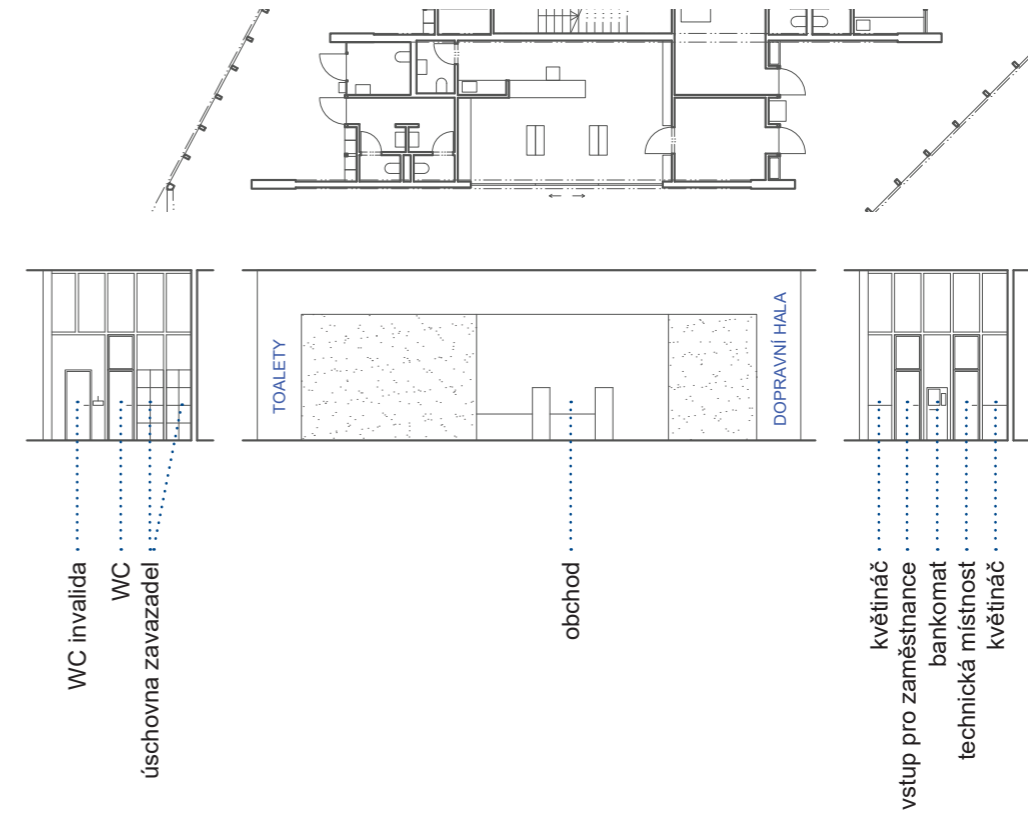 TOALETY
DOPRAVNÍ HALA
WC invalida
WC
úschovna zavazadel
obchod
květináč
vstup pro zaměstnance
bankomat
technická místnost
květináč